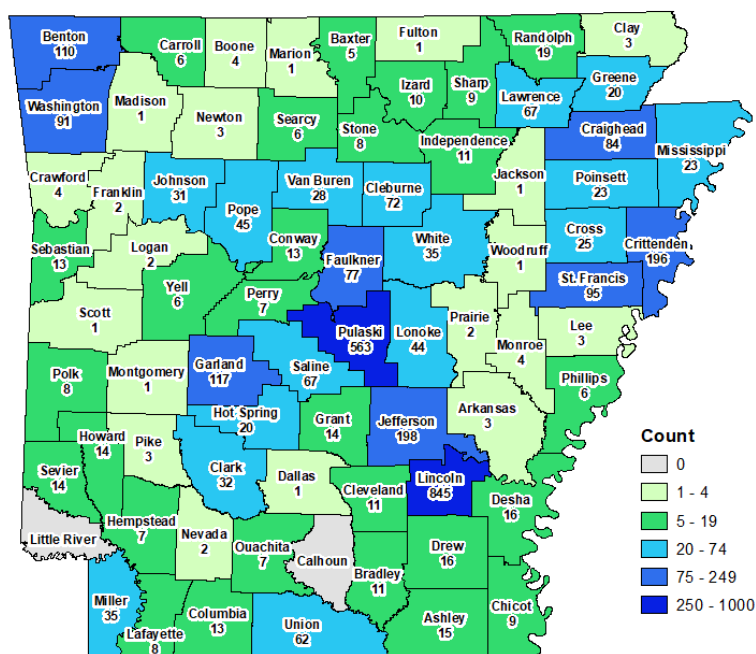 Benton
110
Carroll
6
Boone
4
Marion
1
Baxter
5
Fulton
1
Randolph
19
Clay
3
Washington
91
Madison
1
Newton
3
Searcy
6
Stone
8
Izard
10
Sharp
9
Lawrence
67
Greene
20
Independence
11
Craighead
84
Mississippi
23
Crawford
4
Franklin
2
Johnson
31
Pope
45
Van Buren
28
Cleburne
72
Jackson
1
Poinsett
23
Sebastian
13
Logan
2
Conway
13
Faulkner
77
White
35
Woodruff
1
Cross
25
Crittenden
196
St. Francis
95
Scott
1
Yell
6
Perry
7
Pulaski
563
Lonoke
44
Prairie
2
Monroe
4
Lee
3
Polk
8
Montgomery
1
Garland
117
Saline
67
Phillips
6
Hot Spring
20
Grant
14
Jefferson
198
Arkansas
3
Howard
14
Pike
3
Sevier
14
Clark
32
Dallas
1
Cleveland
11
Lincoln
845
Desha
16
Little River
Hempstead
7
Nevada
2
Ouachita
7
Calhoun
Bradley
11
Drew
16
Miller
35
Lafayette
8
Columbia
13
Union
62
Ashley
15
Chicot
9
Count
0
1 - 4
5 - 19
20 - 74
75 - 249
250 - 1000